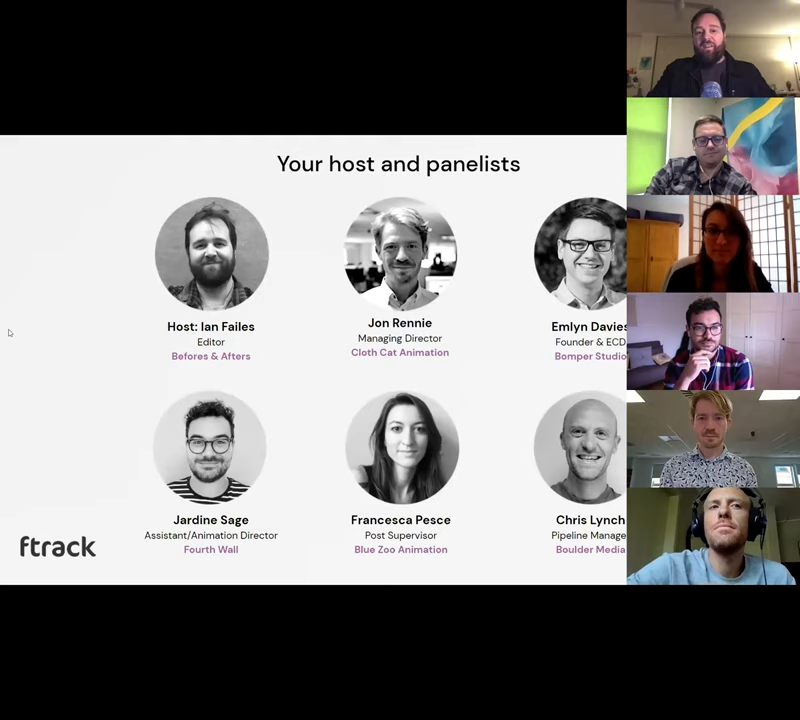 Your host and panelists
Host: Ian Failes
Editor
Befores & Afters
Jon Rennie
Managing Director
Cloth Cat Animation
Emlyn Davies
Founder & ECD
Bomper Studio
Jardine Sage
Assistant/Animation Director
Fourth Wall
Francesca Pesce
Post Supervisor
Blue Zoo Animation
Chris Lynch
Pipeline Manage
Boulder Media
ftrack